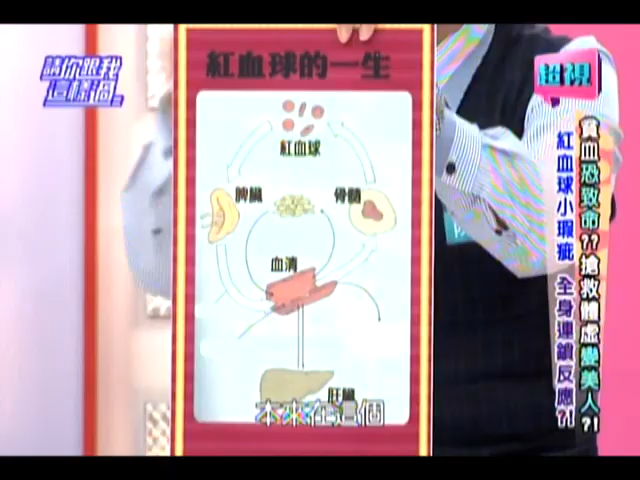 請你跟我
這樣過
紅血球的一生
超視
紅血球
脾臟
骨髓
血清
肝臟
本來在這個
貧血恐致命??搶救體虛變美人?!
紅血球小瑕疵 全身連鎖反應?!